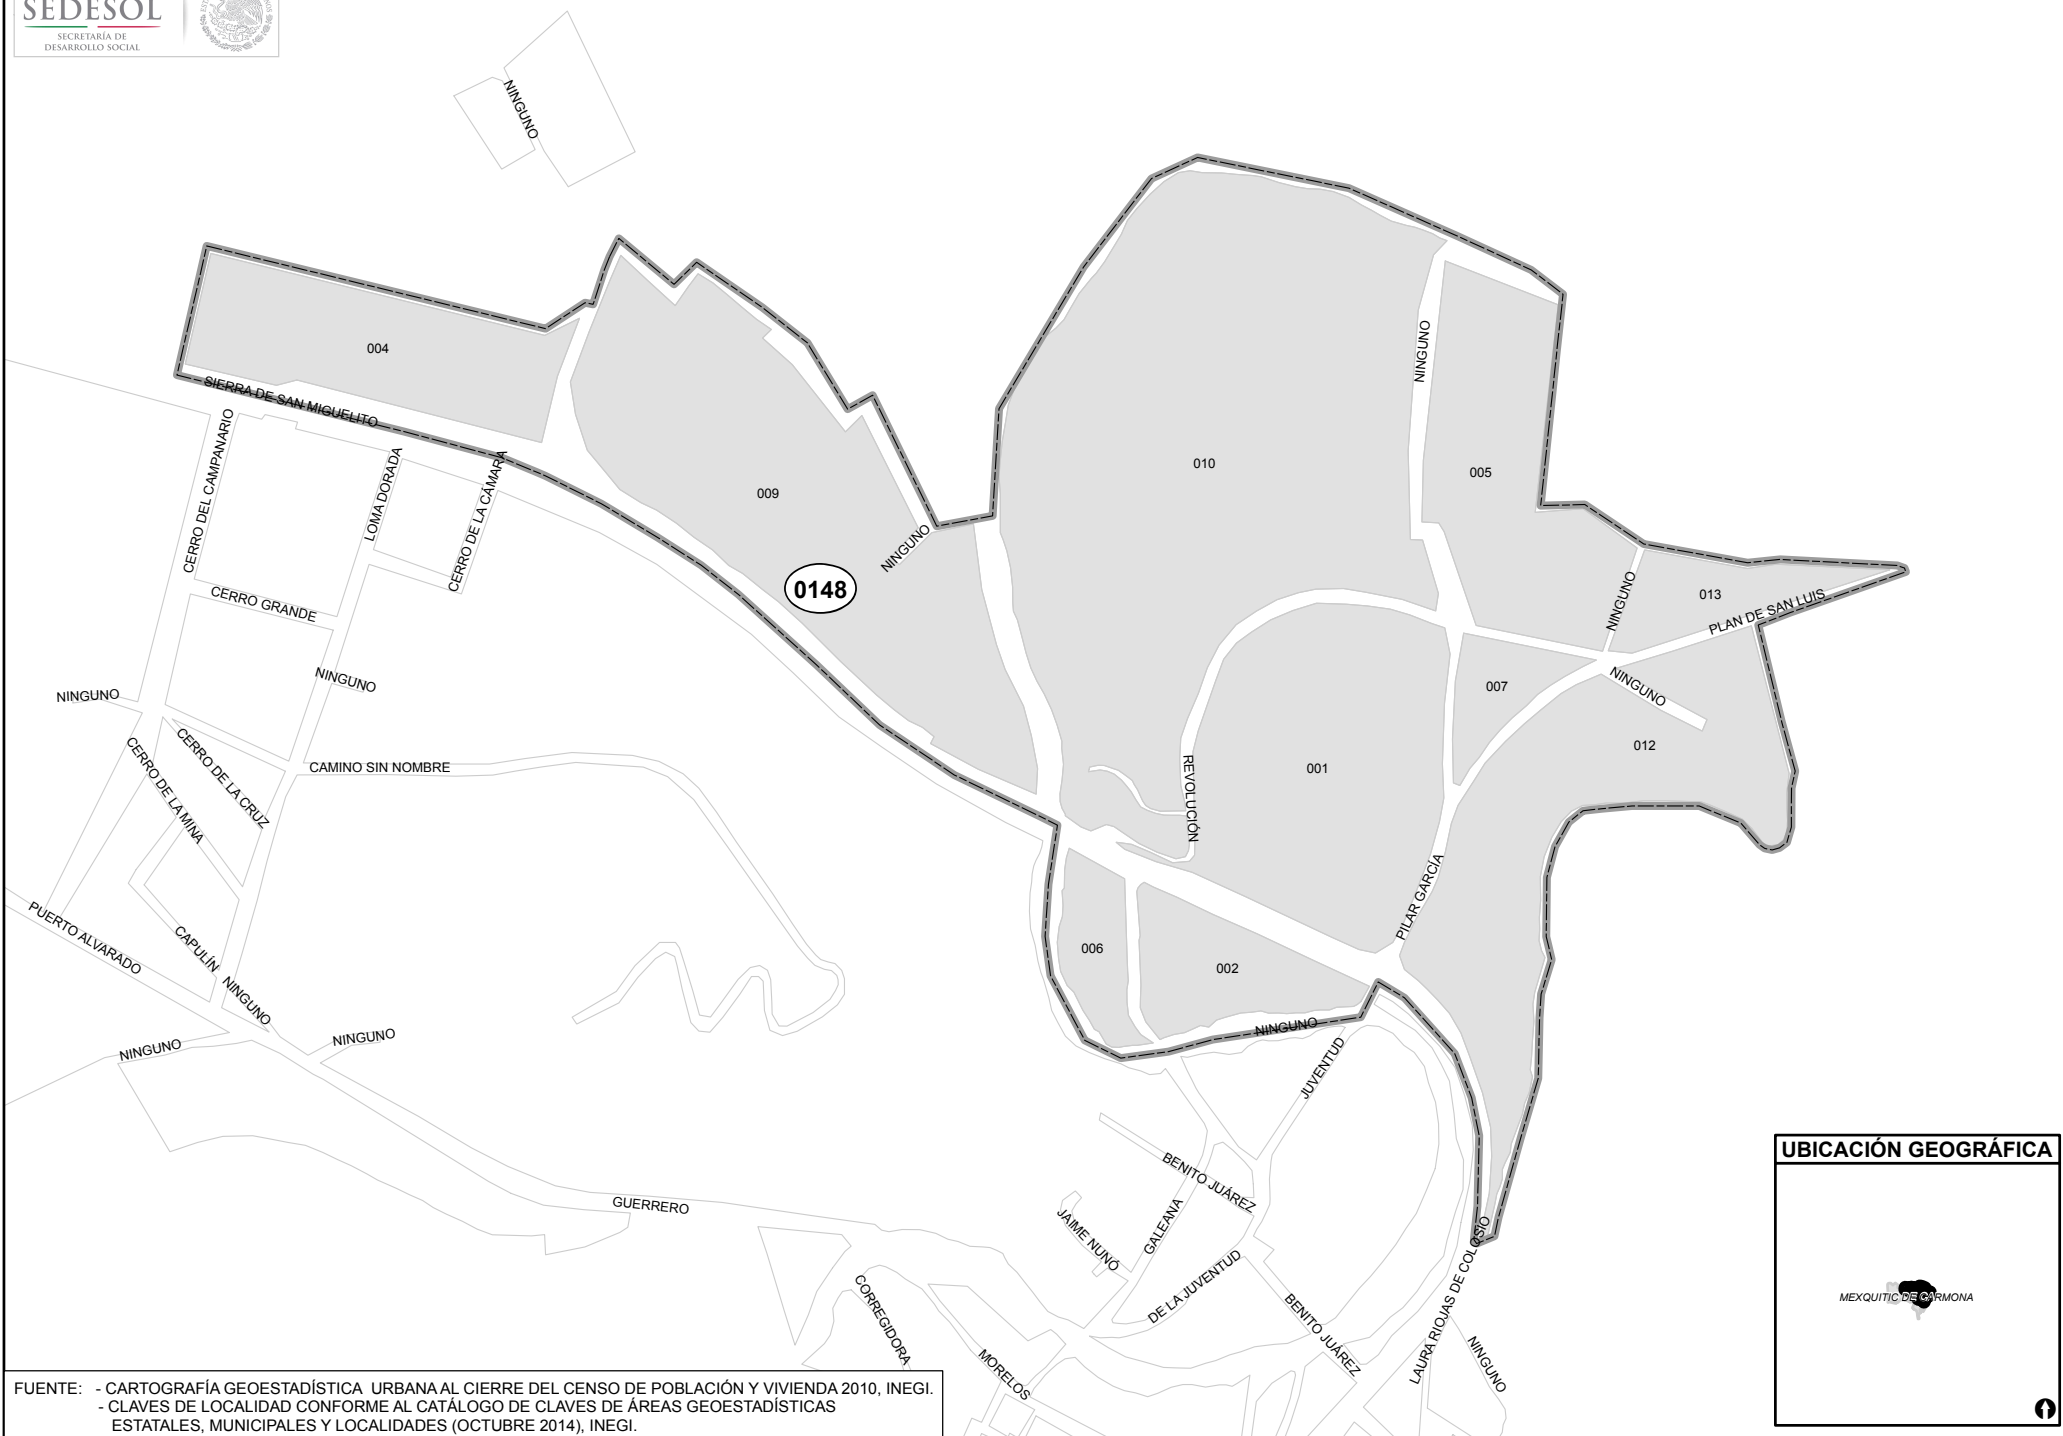 SEDESOL
SECRETARÍA DE
DESARROLLO SOCIAL
NINGUNO
004
SIERRA DE SAN MIGUELITO
009
NINGUNO
0148
010
NINGUNO
005
NINGUNO
013
PLAN DE SAN LUIS
NINGUNO
007
012
001
REVOLUCIÓN
PILAR GARCÍA
006
002
NINGUNO
CERRO DEL CAMPANARIO
LOMA DORADA
CERRO DE LA CÁMARA
CERRO GRANDE
NINGUNO
NINGUNO
CERRO DE LA MINA
CERRO DE LA CRUZ
CAMINO SIN NOMBRE
PUERTO ALVARADO
CAPULÍN
NINGUNO
NINGUNO
NINGUNO
GUERRERO
JUVENTUD
BENITO JUÁREZ
JAIME NUNÓ
GALEANA
DE LA JUVENTUD
BENITO JUÁREZ
LAURA RIOJAS DE COLOSIO
NINGUNO
CORREGIDORA
MORELOS
UBICACIÓN GEOGRÁFICA
MEXQUITIC DE CARMONA
FUENTE: - CARTOGRAFÍA GEOESTADÍSTICA URBANA AL CIERRE DEL CENSO DE POBLACIÓN Y VIVIENDA 2010, INEGI.
- CLAVES DE LOCALIDAD CONFORME AL CATÁLOGO DE CLAVES DE ÁREAS GEOESTADÍSTICAS
ESTATALES, MUNICIPALES Y LOCALIDADES (OCTUBRE 2014), INEGI.